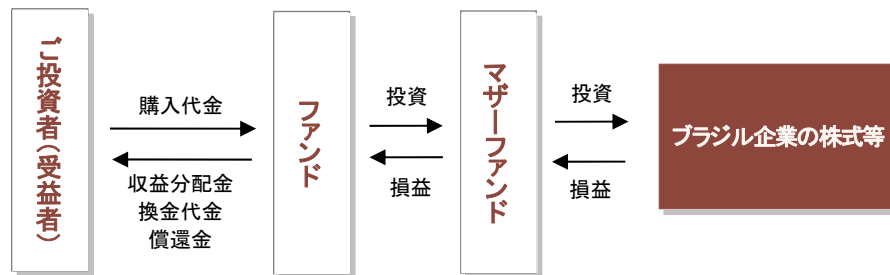 ご投資者（受益者）
購入代金
収益分配金
換金代金
償還金
ファンド
投資
損益
マザーファンド
投資
損益
ブラジル企業の株式等